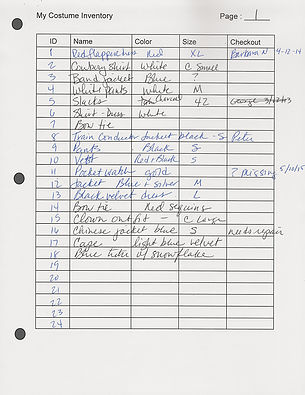 My Costume Inventory Page: 1
ID Name Color Size Checkout
1 Red flapper dress Red XL Barbara N 4-12-14
2 Cowboy Shirt White C Small
3 Band Jacket Blue ?
4 White Pants White M
5 Slacks Charcoal 42 George 3/12/13
6 Shirt - Dress White
7 Bow tie
8 Train Conductor Jacket black - S Pete
9 Pants Black S
10 Vest Red + Black S
11 Pocket watch gold ? missing 5/10/15
12 Jacket Blue + silver M
13 Black velvet dress L
14 Bow tie Red sequins
15 Clown outfit - C Large
16 Chinese jacket blue S needs repair
17 Cape light blue velvet
18 Blue tutu w/ snowflake
19
20
21
22
23
24